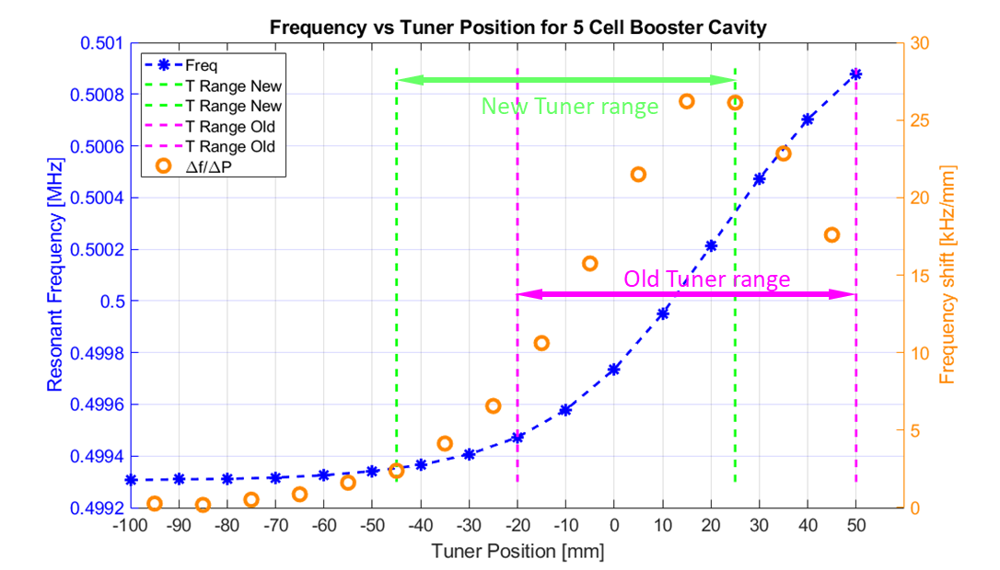 Frequency vs Tuner Position for 5 Cell Booster Cavity
Freq
T Range New
T Range New
T Range Old
T Range Old
Δf/ΔP
New Tuner range
Old Tuner range
Resonant Frequency [MHz]
0.501
0.5008
0.5006
0.5004
0.5002
0.5
0.4998
0.4996
0.4994
0.4992
30
25
20
15
10
5
0
Frequency shift [kHz/mm]
-100 -90 -80 -70 -60 -50 -40 -30 -20 -10 0 10 20 30 40 50
Tuner Position [mm]